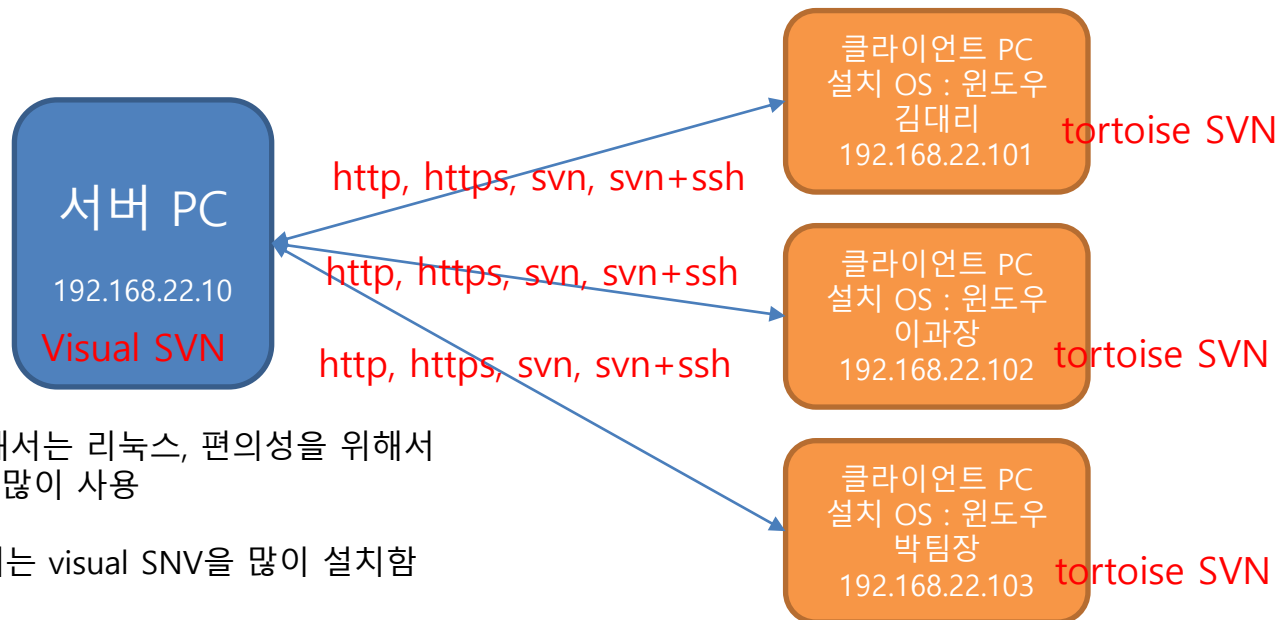 서버 PC
192.168.22.10
Visual SVN
http, https, svn, svn+ssh
http, https, svn, svn+ssh
http, https, svn, svn+ssh
클라이언트 PC
설치 OS : 윈도우
김대리
192.168.22.101
tortoise SVN
클라이언트 PC
설치 OS : 윈도우
이과장
192.168.22.102
tortoise SVN
클라이언트 PC
설치 OS : 윈도우
박팀장
192.168.22.103
tortoise SVN
해서는 리눅스, 편의성을 위해서
많이 사용
는 visual SNV을 많이 설치함